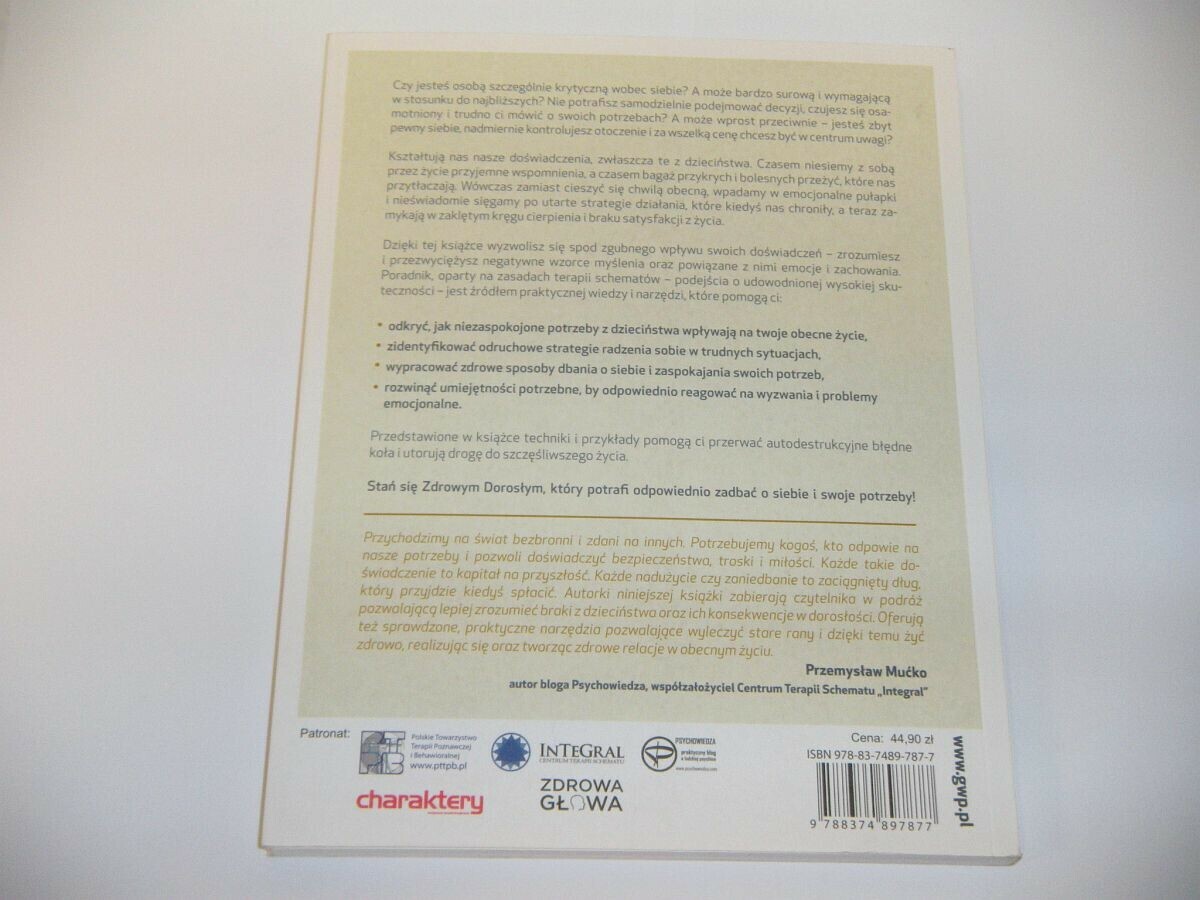 Czy jesteś osobą szczególnie krytyczną wobec siebie? A może bardzo surową i wymagającą
w stosunku do najbliższych? Nie potrafisz samodzielnie podejmować decyzji, czujesz się osa-
motniony i trudno ci mówić o swoich potrzebach? A może wprost przeciwnie – jesteś zbyt
pewny siebie, nadmiernie kontrolujesz otoczenie i za wszelką cenę chcesz być w centrum uwagi?
Kształtują nas nasze doświadczenia, zwłaszcza te z dzieciństwa. Czasem niesiemy z sobą
przez życie przyjemne wspomnienia, a czasem bagaż przykrych i bolesnych przeżyć, które nas
przytłaczają. Wówczas zamiast cieszyć się chwilą obecną, wpadamy w emocjonalne pułapki
i nieświadomie sięgamy po utarte strategie działania, które kiedyś nas chroniły, a teraz za-
mykają w zaklętym kręgu cierpienia i braku satysfakcji z życia.
Dzięki tej książce wyzwolisz się spod zgubnego wpływu swoich doświadczeń – zrozumiesz
i przezwyciężysz negatywne wzorce myślenia oraz powiązane z nimi emocje i zachowania.
Poradnik, oparty na zasadach terapii schematów – podejścia o udowodnionej wysokiej sku-
teczności – jest źródłem praktycznej wiedzy i narzędzi, które pomogą ci:
• odkryć, jak niezaspokojone potrzeby z dzieciństwa wpływają na twoje obecne życie,
• zidentyfikować odruchowe strategie radzenia sobie w trudnych sytuacjach,
• wypracować zdrowe sposoby dbania o siebie i zaspokajania swoich potrzeb,
• rozwinąć umiejętności potrzebne, by odpowiednio reagować na wyzwania i problemy
emocjonalne.
Przedstawione w książce techniki i przykłady pomogą ci przerwać autodestrukcyjne błędne
koła i utorują drogę do szczęśliwszego życia.
Stań się Zdrowym Dorosłym, który potrafi odpowiednio zadbać o siebie i swoje potrzeby!
Przychodzimy na świat bezbronni i zdani na innych. Potrzebujemy kogoś, kto odpowie na
nasze potrzeby i pozwoli doświadczyć bezpieczeństwa, troski i miłości. Każde takie do-
świadczenie to kapitał na przyszłość. Każde nadużycie czy zaniedbanie to zaciągnięty dług,
który przyjdzie kiedyś spłacić. Autorki niniejszej książki zabierają czytelnika w podróż
pozwalającą lepiej zrozumieć braki z dzieciństwa oraz ich konsekwencje w dorosłości. Oferują
też sprawdzone, praktyczne narzędzia pozwalające wyleczyć stare rany i dzięki temu żyć
zdrowo, realizując się oraz tworząc zdrowe relacje w obecnym życiu.
Przemysław Mućko
autor bloga Psychowiedza, współzałożyciel Centrum Terapii Schematu „Integral”
Patronat:
Polskie Towarzystwo
Terapii Poznawczej
i Behawioralnej
www.pttpb.pl
INTEGRAL
CENTRUM TERAPII SCHEMATU
PSYCHOWIEDZA
praktyczny blog
o ludzkiej psychice
www.psychowiedza.com
charaktery
ZDROWA
GŁOWA
Cena: 44,90 zł
ISBN 978-83-7489-787-7
9 788374 897877
www.gwp.pl